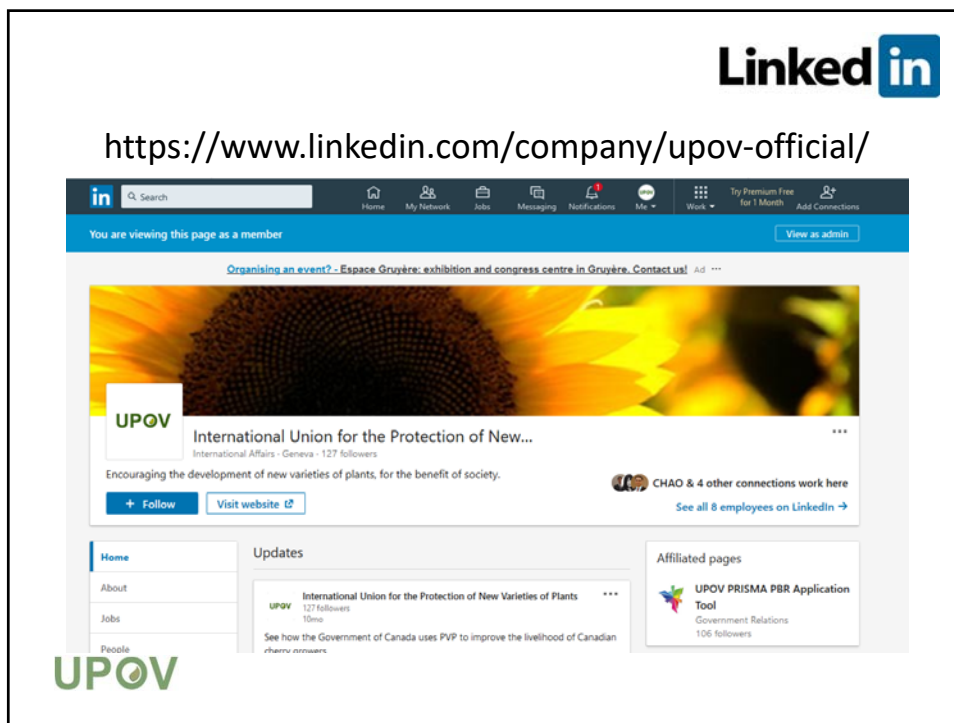 Linked in
https://www.linkedin.com/company/upov-official/
in Search Home My Network Jobs Messaging Notifications Me Work Try Premium Free for 1 Month Add Connections
You are viewing this page as a member View as admin
Organising an event? - Espace Gruyère: exhibition and congress centre in Gruyère. Contact us! Ad ···
UPOV
International Union for the Protection of New...
International Affairs · Geneva · 127 followers
Encouraging the development of new varieties of plants, for the benefit of society.
CHAO & 4 other connections work here
+ Follow Visit website
See all 8 employees on LinkedIn →
Home
About
Jobs
People
Updates
UPOV
International Union for the Protection of New Varieties of Plants
127 followers
10mo
See how the Government of Canada uses PVP to improve the livelihood of Canadian
cherry growers
Affiliated pages
UPOV PRISMA PBR Application
Tool
Government Relations
106 followers
UPOV